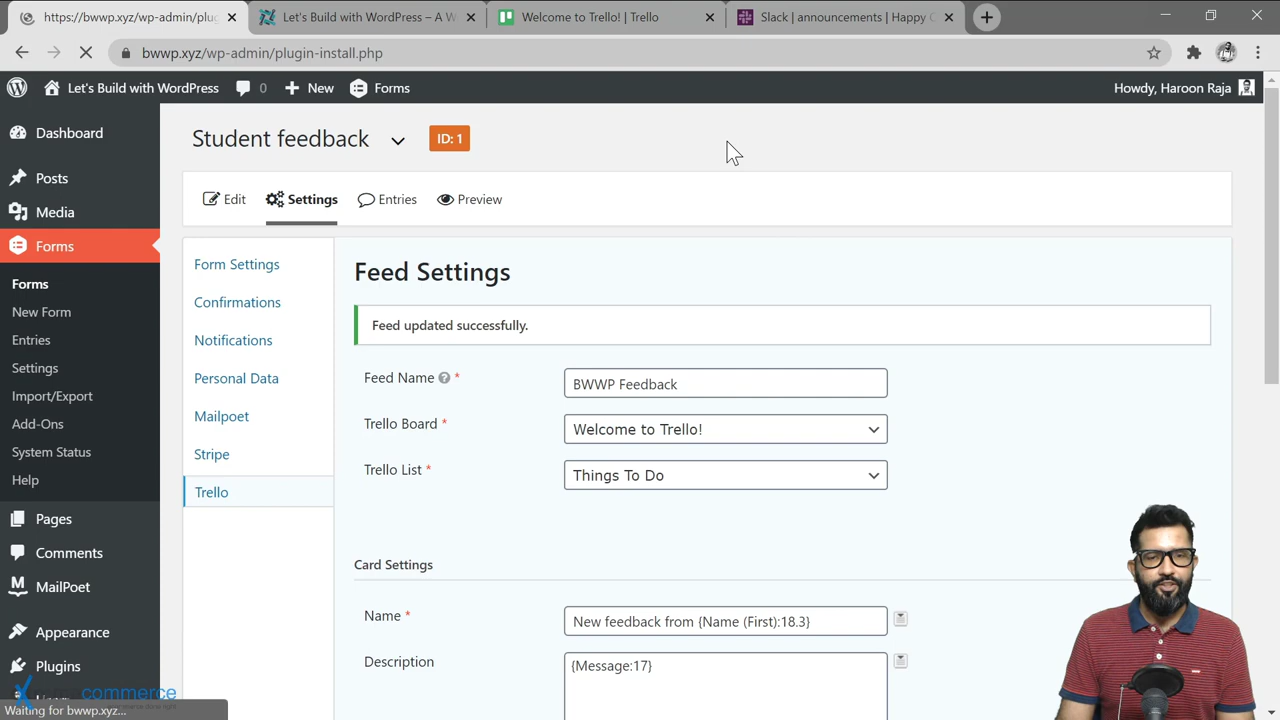 https://bwwp.xyz/wp-admin/plug
Let's Build with WordPress – A W
Welcome to Trello! | Trello
Slack | announcements | Happy C
bwwp.xyz/wp-admin/plugin-install.php
Let's Build with WordPress
0
New
Forms
Howdy, Haroon Raja
Dashboard
Posts
Media
Forms
Forms
New Form
Entries
Settings
Import/Export
Add-Ons
System Status
Help
Pages
Comments
MailPoet
Appearance
Plugins
Student feedback
ID: 1
Edit
Settings
Entries
Preview
Form Settings
Confirmations
Notifications
Personal Data
Mailpoet
Stripe
Trello
Feed Settings
Feed updated successfully.
Feed Name *
BWWP Feedback
Trello Board *
Welcome to Trello!
Trello List *
Things To Do
Card Settings
Name *
New feedback from {Name (First):18.3}
Description
{Message:17}
commerce
Waiting for bwwp.xyz...